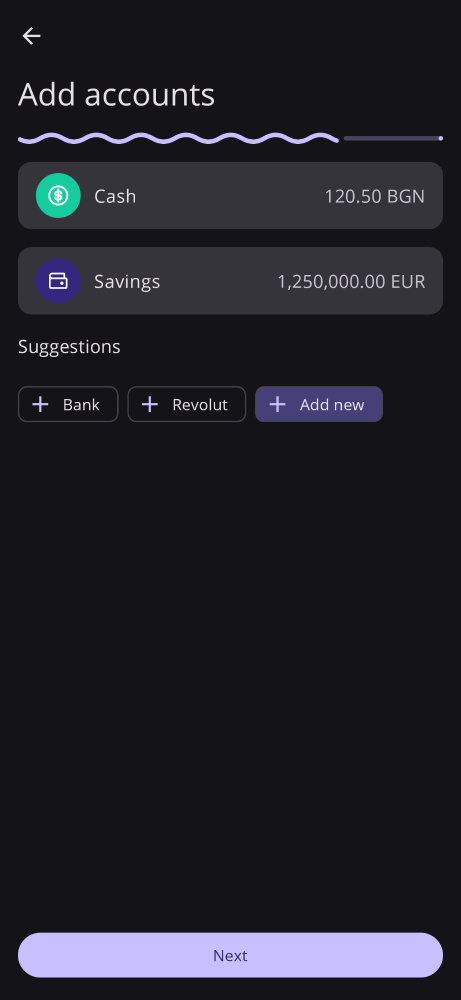 Add accounts
Cash 120.50 BGN
Savings 1,250,000.00 EUR
Suggestions
Bank Revolut Add new
Next